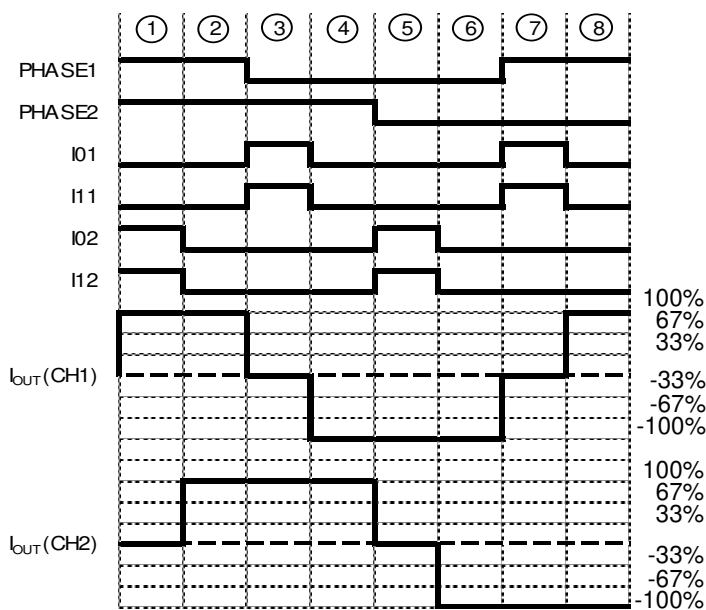 ① ② ③ ④ ⑤ ⑥ ⑦ ⑧
PHASE1
PHASE2
I01
I11
I02
I12
100%
67%
33%
IOUT(CH1)
-33%
-67%
-100%
100%
67%
33%
IOUT(CH2)
-33%
-67%
-100%